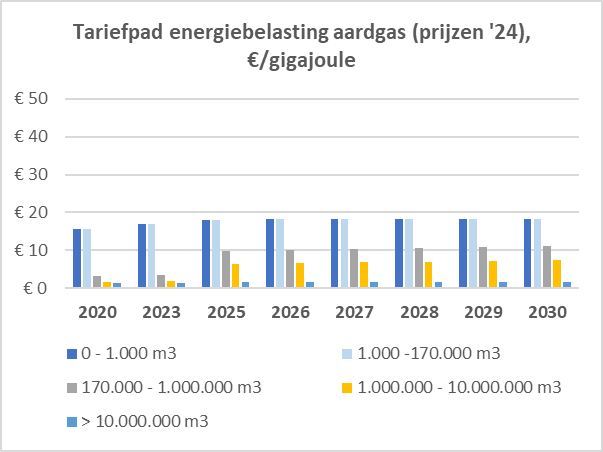 Tariefpad energiebelasting aardgas (prijzen '24),
€/gigajoule
€ 50
€ 40
€ 30
€ 20
€ 10
€ 0
2020 2023 2025 2026 2027 2028 2029 2030
0 - 1.000 m3 1.000 -170.000 m3
170.000 - 1.000.000 m3 1.000.000 - 10.000.000 m3
> 10.000.000 m3